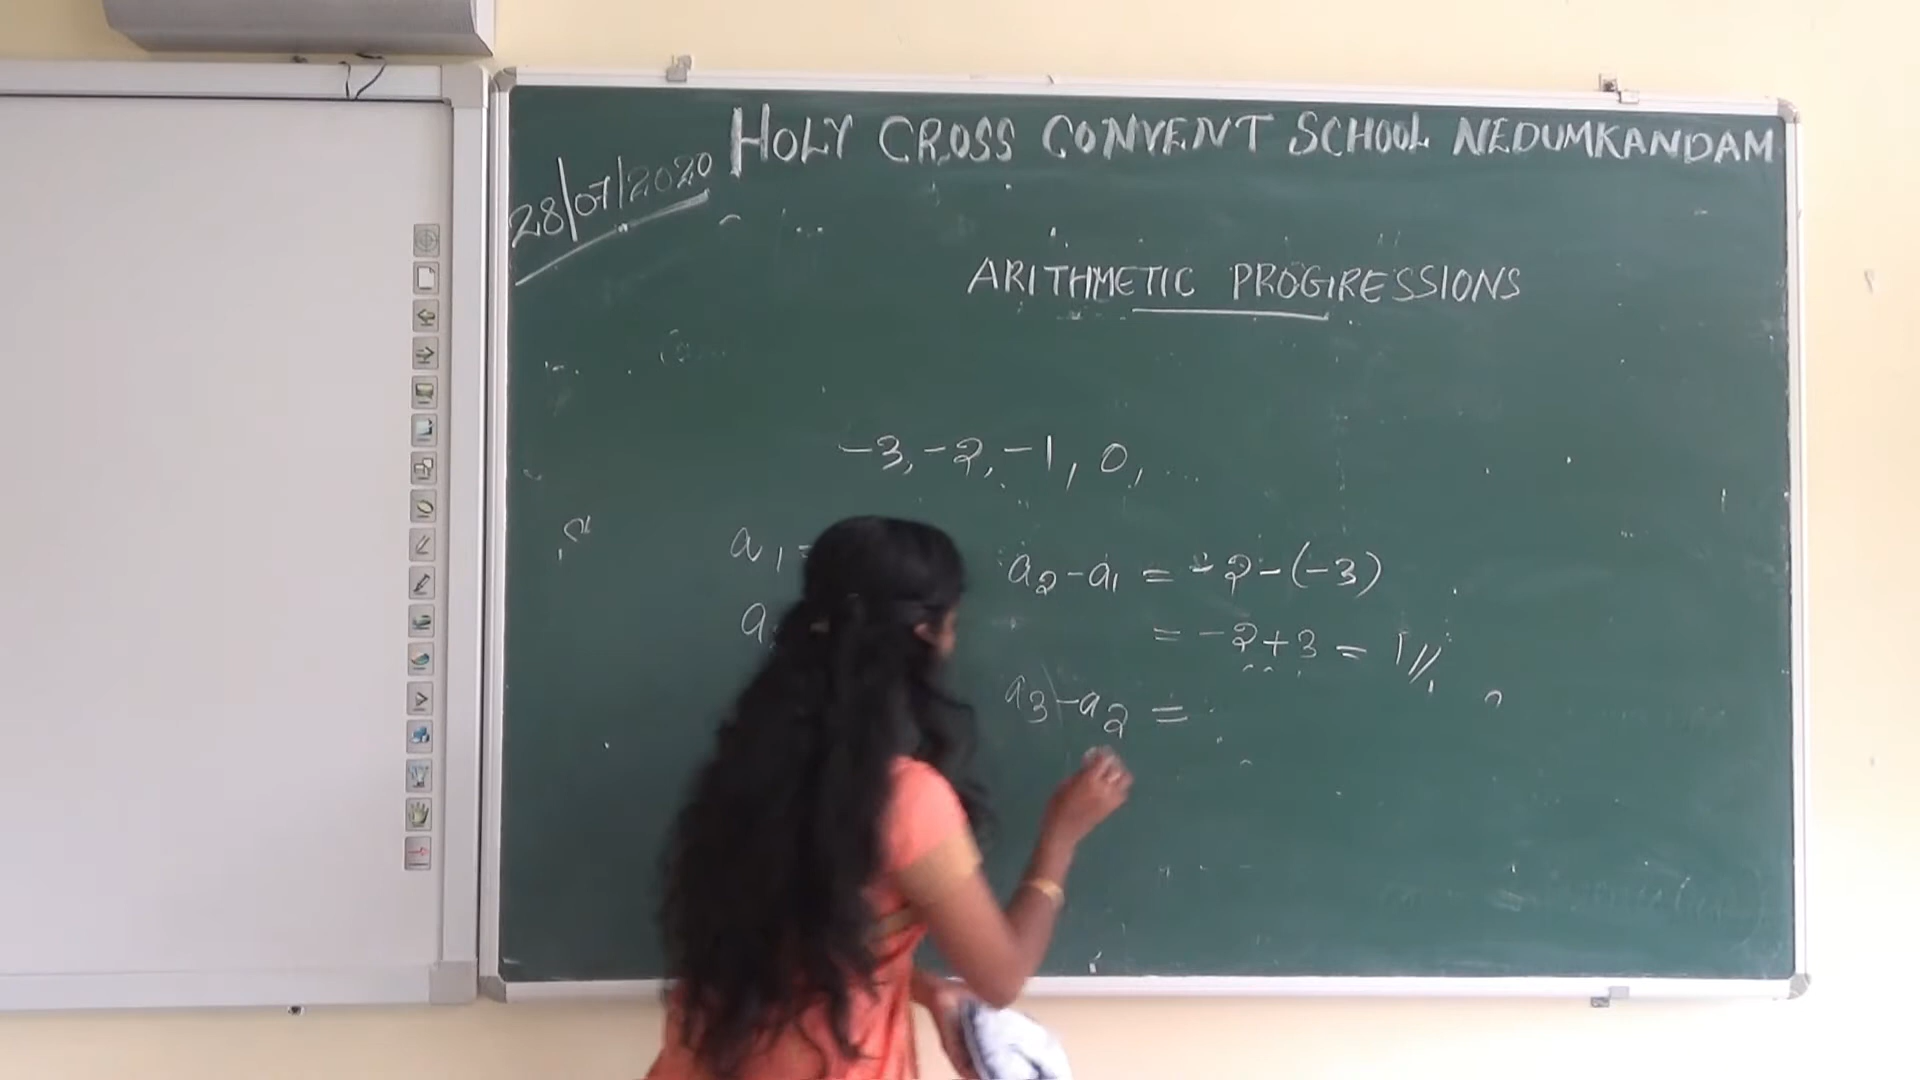 HOLY CROSS CONVENT SCHOOL NEDUMKANDAM
28/07/2020
ARITHMETIC PROGRESSIONS
-3, -2, -1, 0, ...
a₁ =
a₂ - a₁ = -2 - (-3)
a
= -2 + 3 = 1 //
a₃ - a₂ =